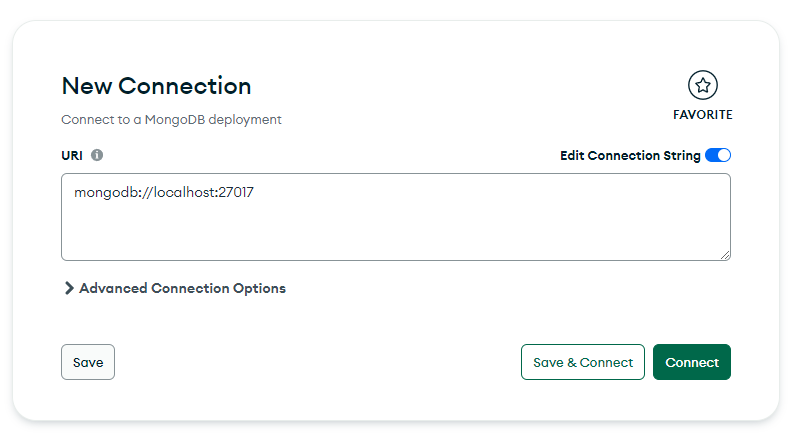 New Connection
FAVORITE
Connect to a MongoDB deployment
URI
Edit Connection String
mongodb://localhost:27017
Advanced Connection Options
Save
Save & Connect
Connect